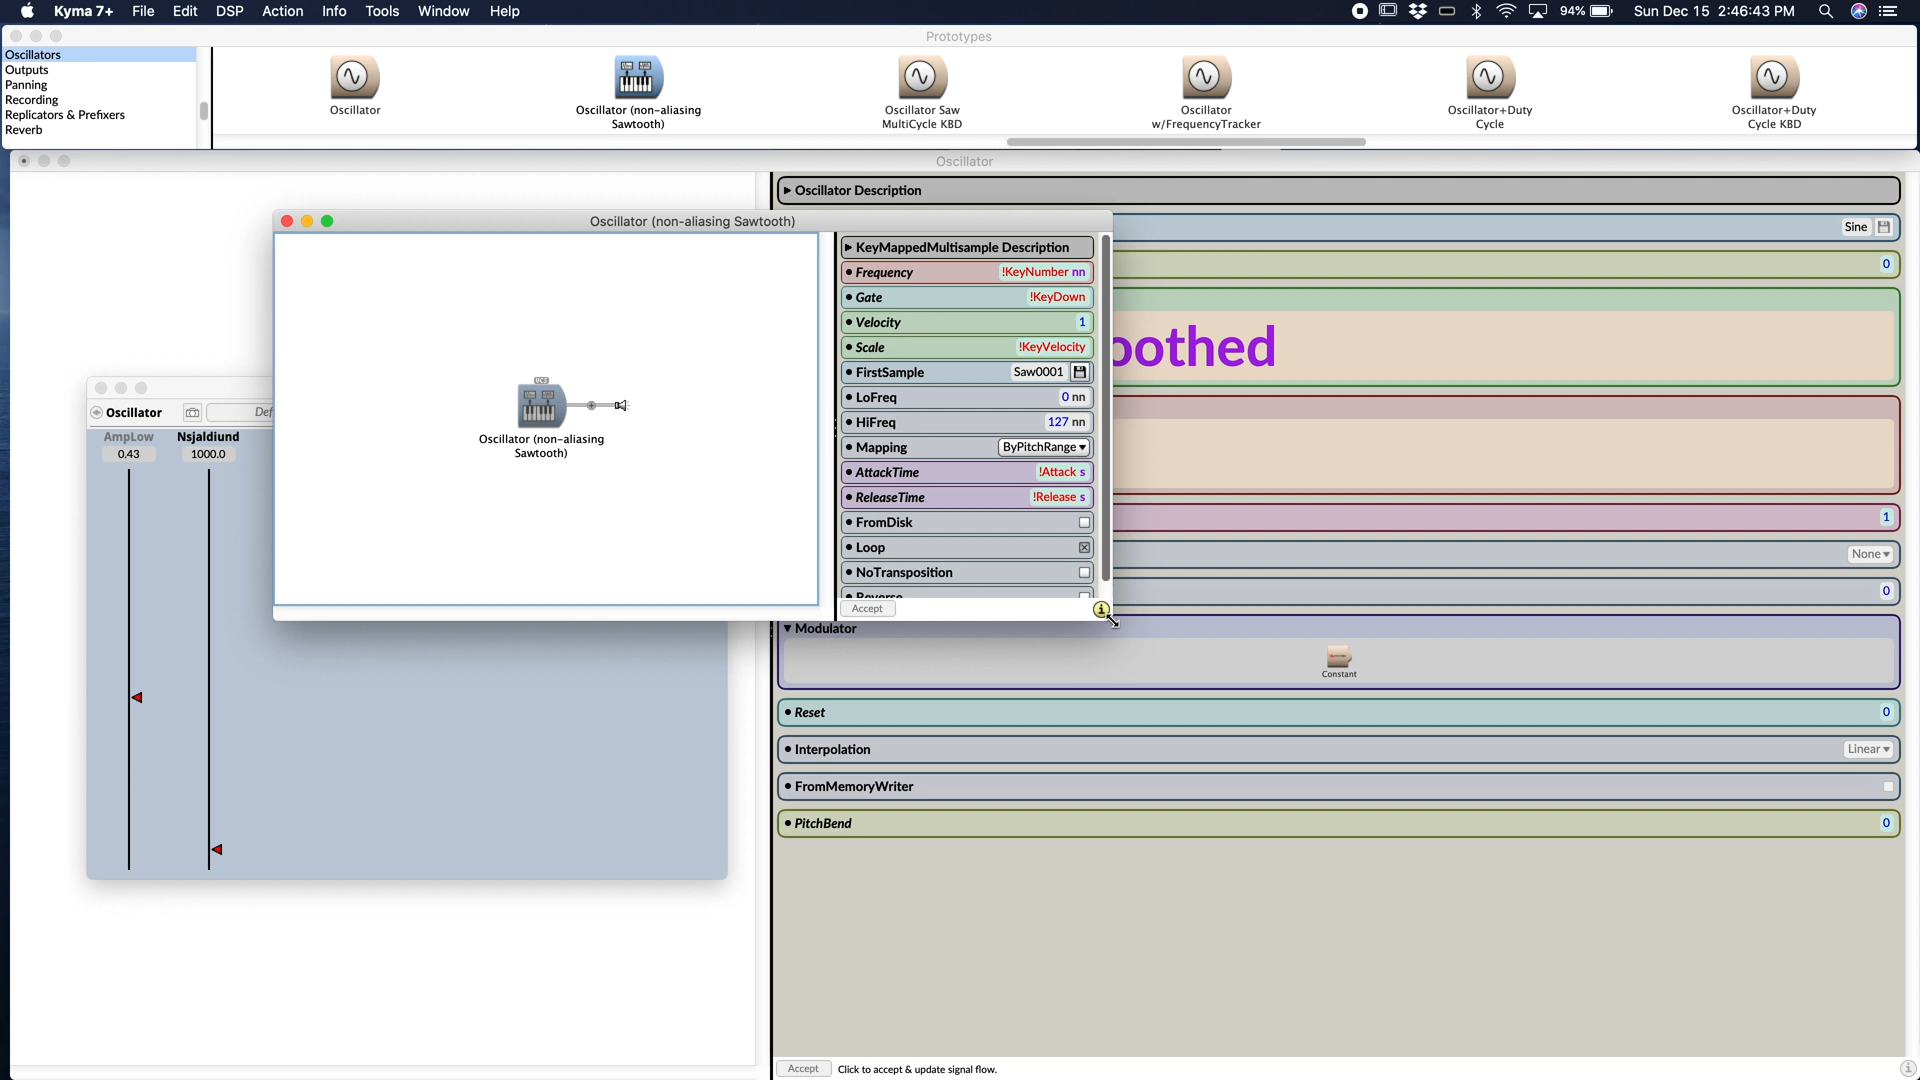 Kyma 7+ File Edit DSP Action Info Tools Window Help 94% Sun Dec 15 2:46:43 PM
Prototypes
Oscillators
Outputs
Panning
Recording
Replicators & Prefixers
Reverb
Oscillator
Oscillator (non-aliasing
Sawtooth)
Oscillator Saw
MultiCycle KBD
Oscillator
w/FrequencyTracker
Oscillator+Duty
Cycle
Oscillator+Duty
Cycle KBD
Oscillator
Oscillator Description
Sine
0
oothed
1
None
0
Modulator
Constant
Reset 0
Interpolation Linear
FromMemoryWriter
PitchBend 0
Accept Click to accept & update signal flow.
Oscillator (non-aliasing Sawtooth)
Oscillator (non-aliasing
Sawtooth)
KeyMappedMultisample Description
Frequency !KeyNumber nn
Gate !KeyDown
Velocity 1
Scale !KeyVelocity
FirstSample Saw0001
LoFreq 0 nn
HiFreq 127 nn
Mapping ByPitchRange
AttackTime !Attack s
ReleaseTime !Release s
FromDisk
Loop
NoTransposition
Reverse
Accept
Oscillator Def
AmpLow Nsjaldiund
0.43 1000.0